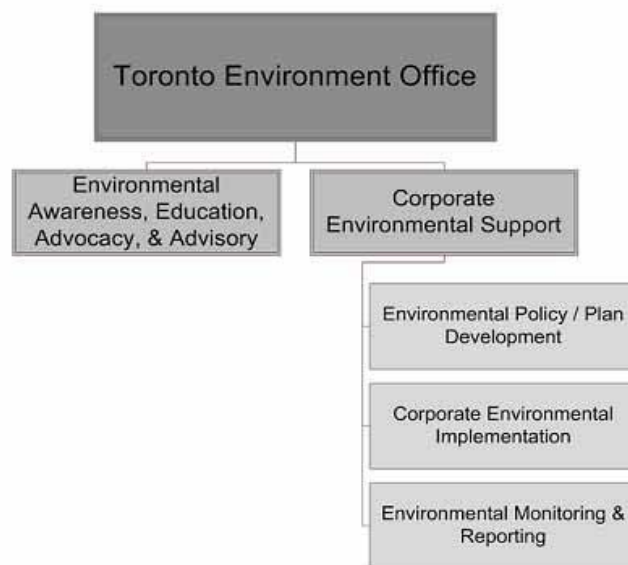 Toronto Environment Office
Environmental
Awareness, Education,
Advocacy, & Advisory
Corporate
Environmental Support
Environmental Policy / Plan
Development
Corporate Environmental
Implementation
Environmental Monitoring &
Reporting